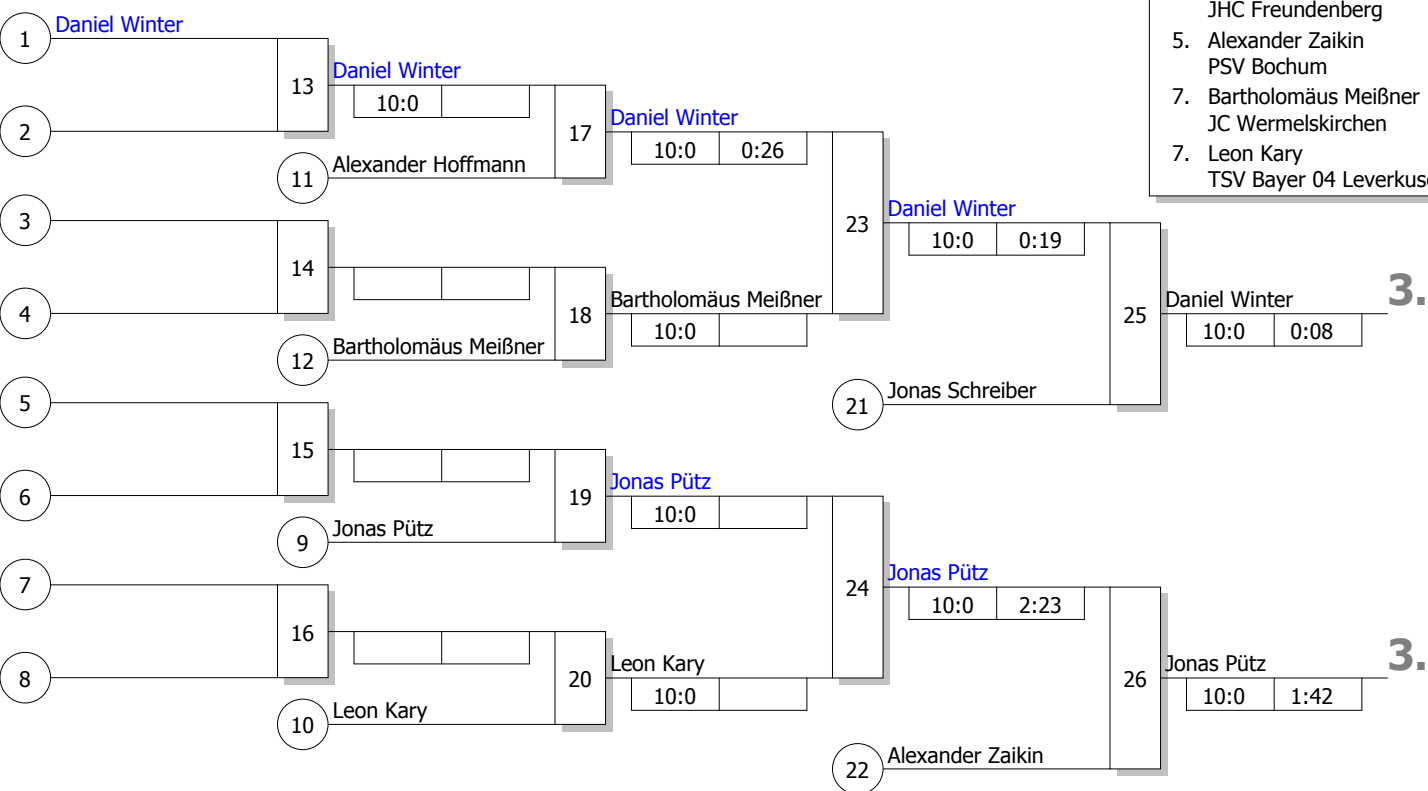 JHC Freundenberg
5. Alexander Zaikin
PSV Bochum
7. Bartholomäus Meißner
JC Wermelskirchen
7. Leon Kary
TSV Bayer 04 Leverkus
1 Daniel Winter
13
Daniel Winter
10:0
2
17
Daniel Winter
10:0 0:26
11 Alexander Hoffmann
3
23
Daniel Winter
10:0 0:19
14
4
18
Bartholomäus Meißner
10:0
12 Bartholomäus Meißner
25
Daniel Winter
10:0 0:08
3.
5
21 Jonas Schreiber
15
6
19
Jonas Pütz
10:0
9 Jonas Pütz
7
24
Jonas Pütz
10:0 2:23
16
8
20
Leon Kary
10:0
10 Leon Kary
26
Jonas Pütz
10:0 1:42
3.
22 Alexander Zaikin